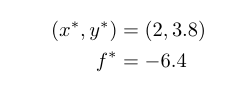 (x*, y*) = (2, 3.8)
f* = −6.4